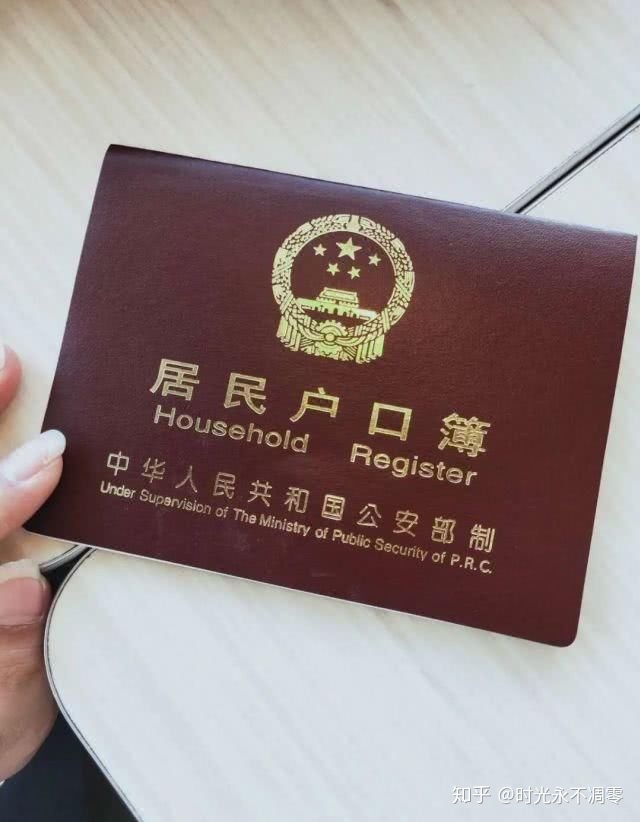 居民户口簿
Household Register
中华人民共和国公安部制
Under Supervision of The Ministry of Public Security of P.R.C.
知乎 @时光永不凋零